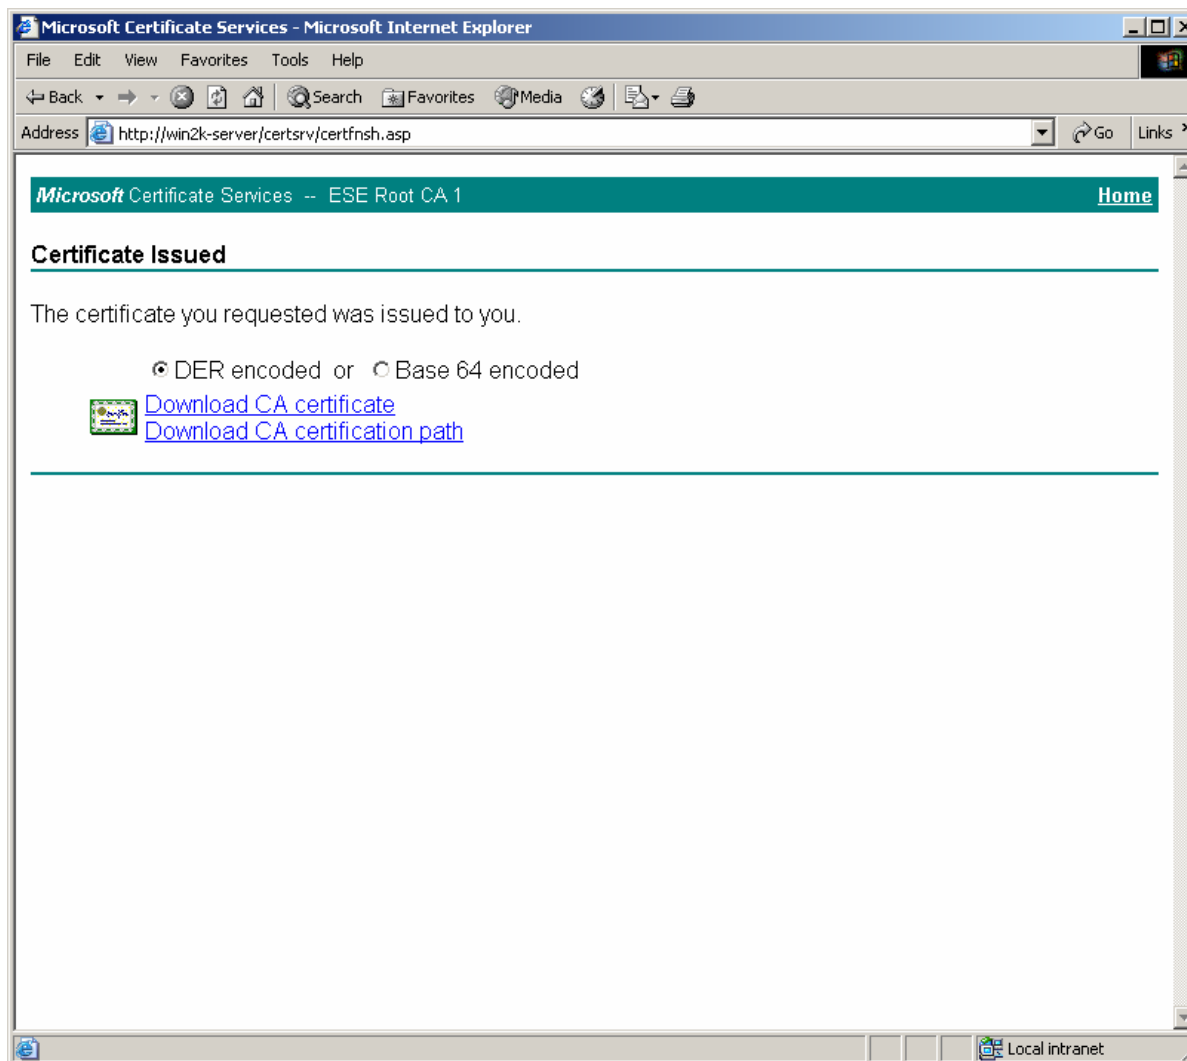 Microsoft Certificate Services - Microsoft Internet Explorer
File Edit View Favorites Tools Help
Back Search Favorites Media
Address http://win2k-server/certsrv/certfnsh.asp Go Links
Microsoft Certificate Services -- ESE Root CA 1 Home
Certificate Issued
The certificate you requested was issued to you.
DER encoded or Base 64 encoded
Download CA certificate
Download CA certification path
Local intranet